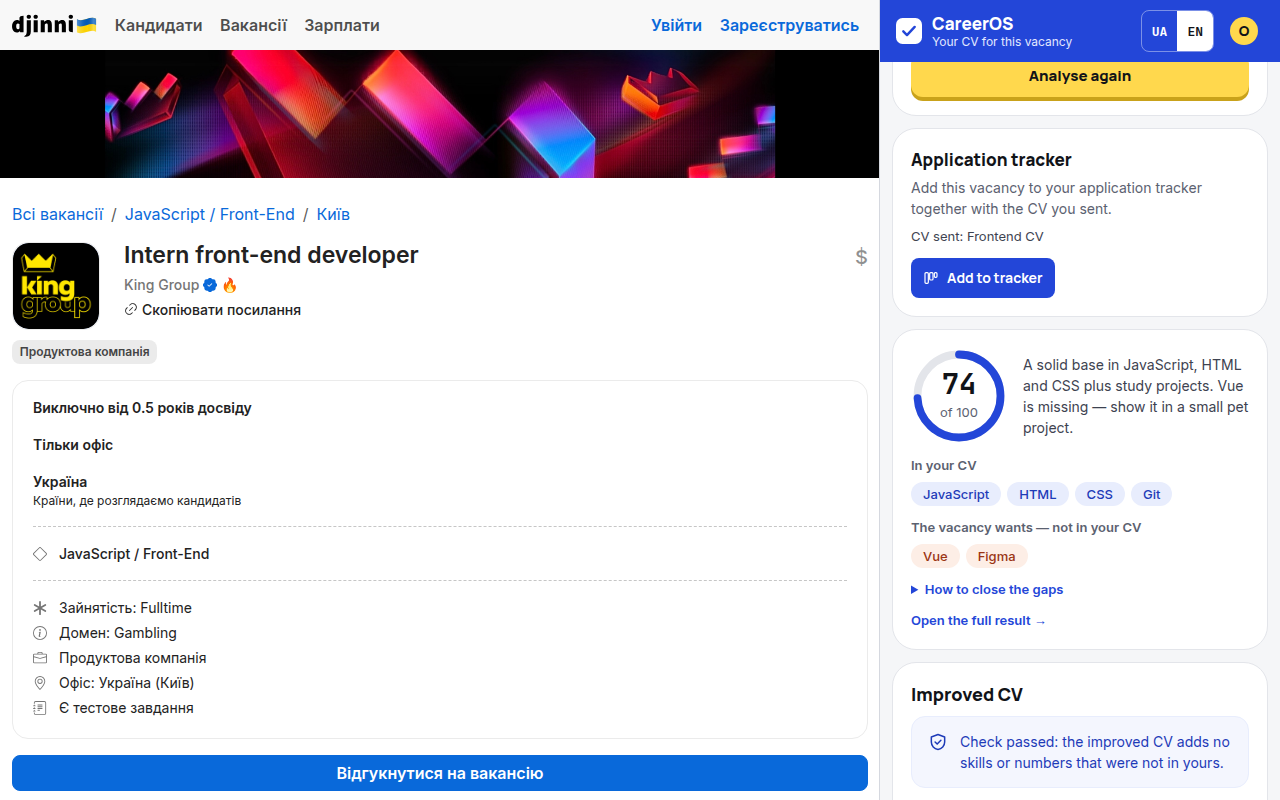 djinni
Кандидати
Вакансії
Зарплати
Увійти
Зареєструватись
Всі вакансії / JavaScript / Front-End / Київ
king
group
Intern front-end developer
$
King Group
Скопіювати посилання
Продуктова компанія
Виключно від 0.5 років досвіду
Тільки офіс
Україна
Країни, де розглядаємо кандидатів
JavaScript / Front-End
Зайнятість: Fulltime
Домен: Gambling
Продуктова компанія
Офіс: Україна (Київ)
Є тестове завдання
Відгукнутися на вакансію
CareerOS
Your CV for this vacancy
UA
EN
O
Analyse again
Application tracker
Add this vacancy to your application tracker
together with the CV you sent.
CV sent: Frontend CV
Add to tracker
74
of 100
A solid base in JavaScript, HTML
and CSS plus study projects. Vue
is missing — show it in a small pet
project.
In your CV
JavaScript
HTML
CSS
Git
The vacancy wants — not in your CV
Vue
Figma
How to close the gaps
Open the full result →
Improved CV
Check passed: the improved CV adds no
skills or numbers that were not in yours.